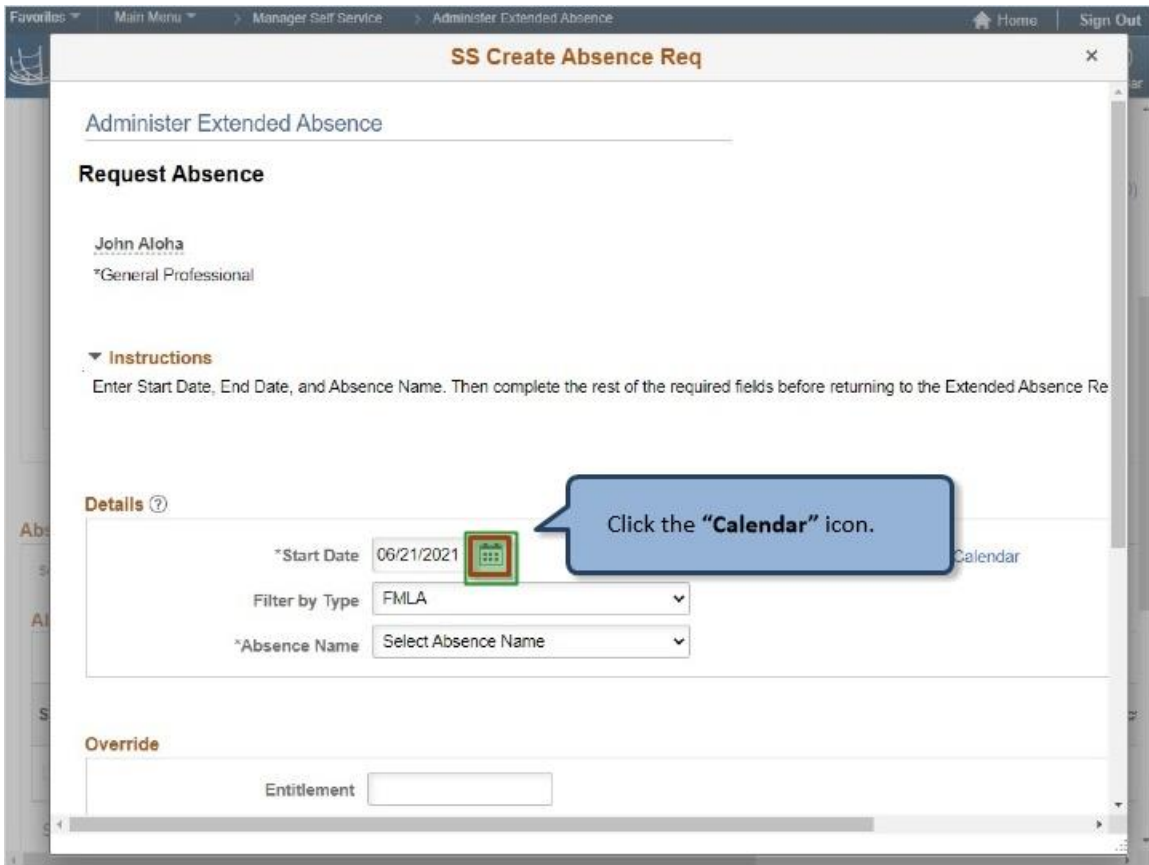 Favorites Main Menu > Manager Self Service > Administer Extended Absence Home Sign Out
SS Create Absence Req ×
Administer Extended Absence
Request Absence
John Aloha
*General Professional
Instructions
Enter Start Date, End Date, and Absence Name. Then complete the rest of the required fields before returning to the Extended Absence Re
Details ?
Click the “Calendar” icon.
*Start Date 06/21/2021 Calendar
Filter by Type FMLA
*Absence Name Select Absence Name
Override
Entitlement